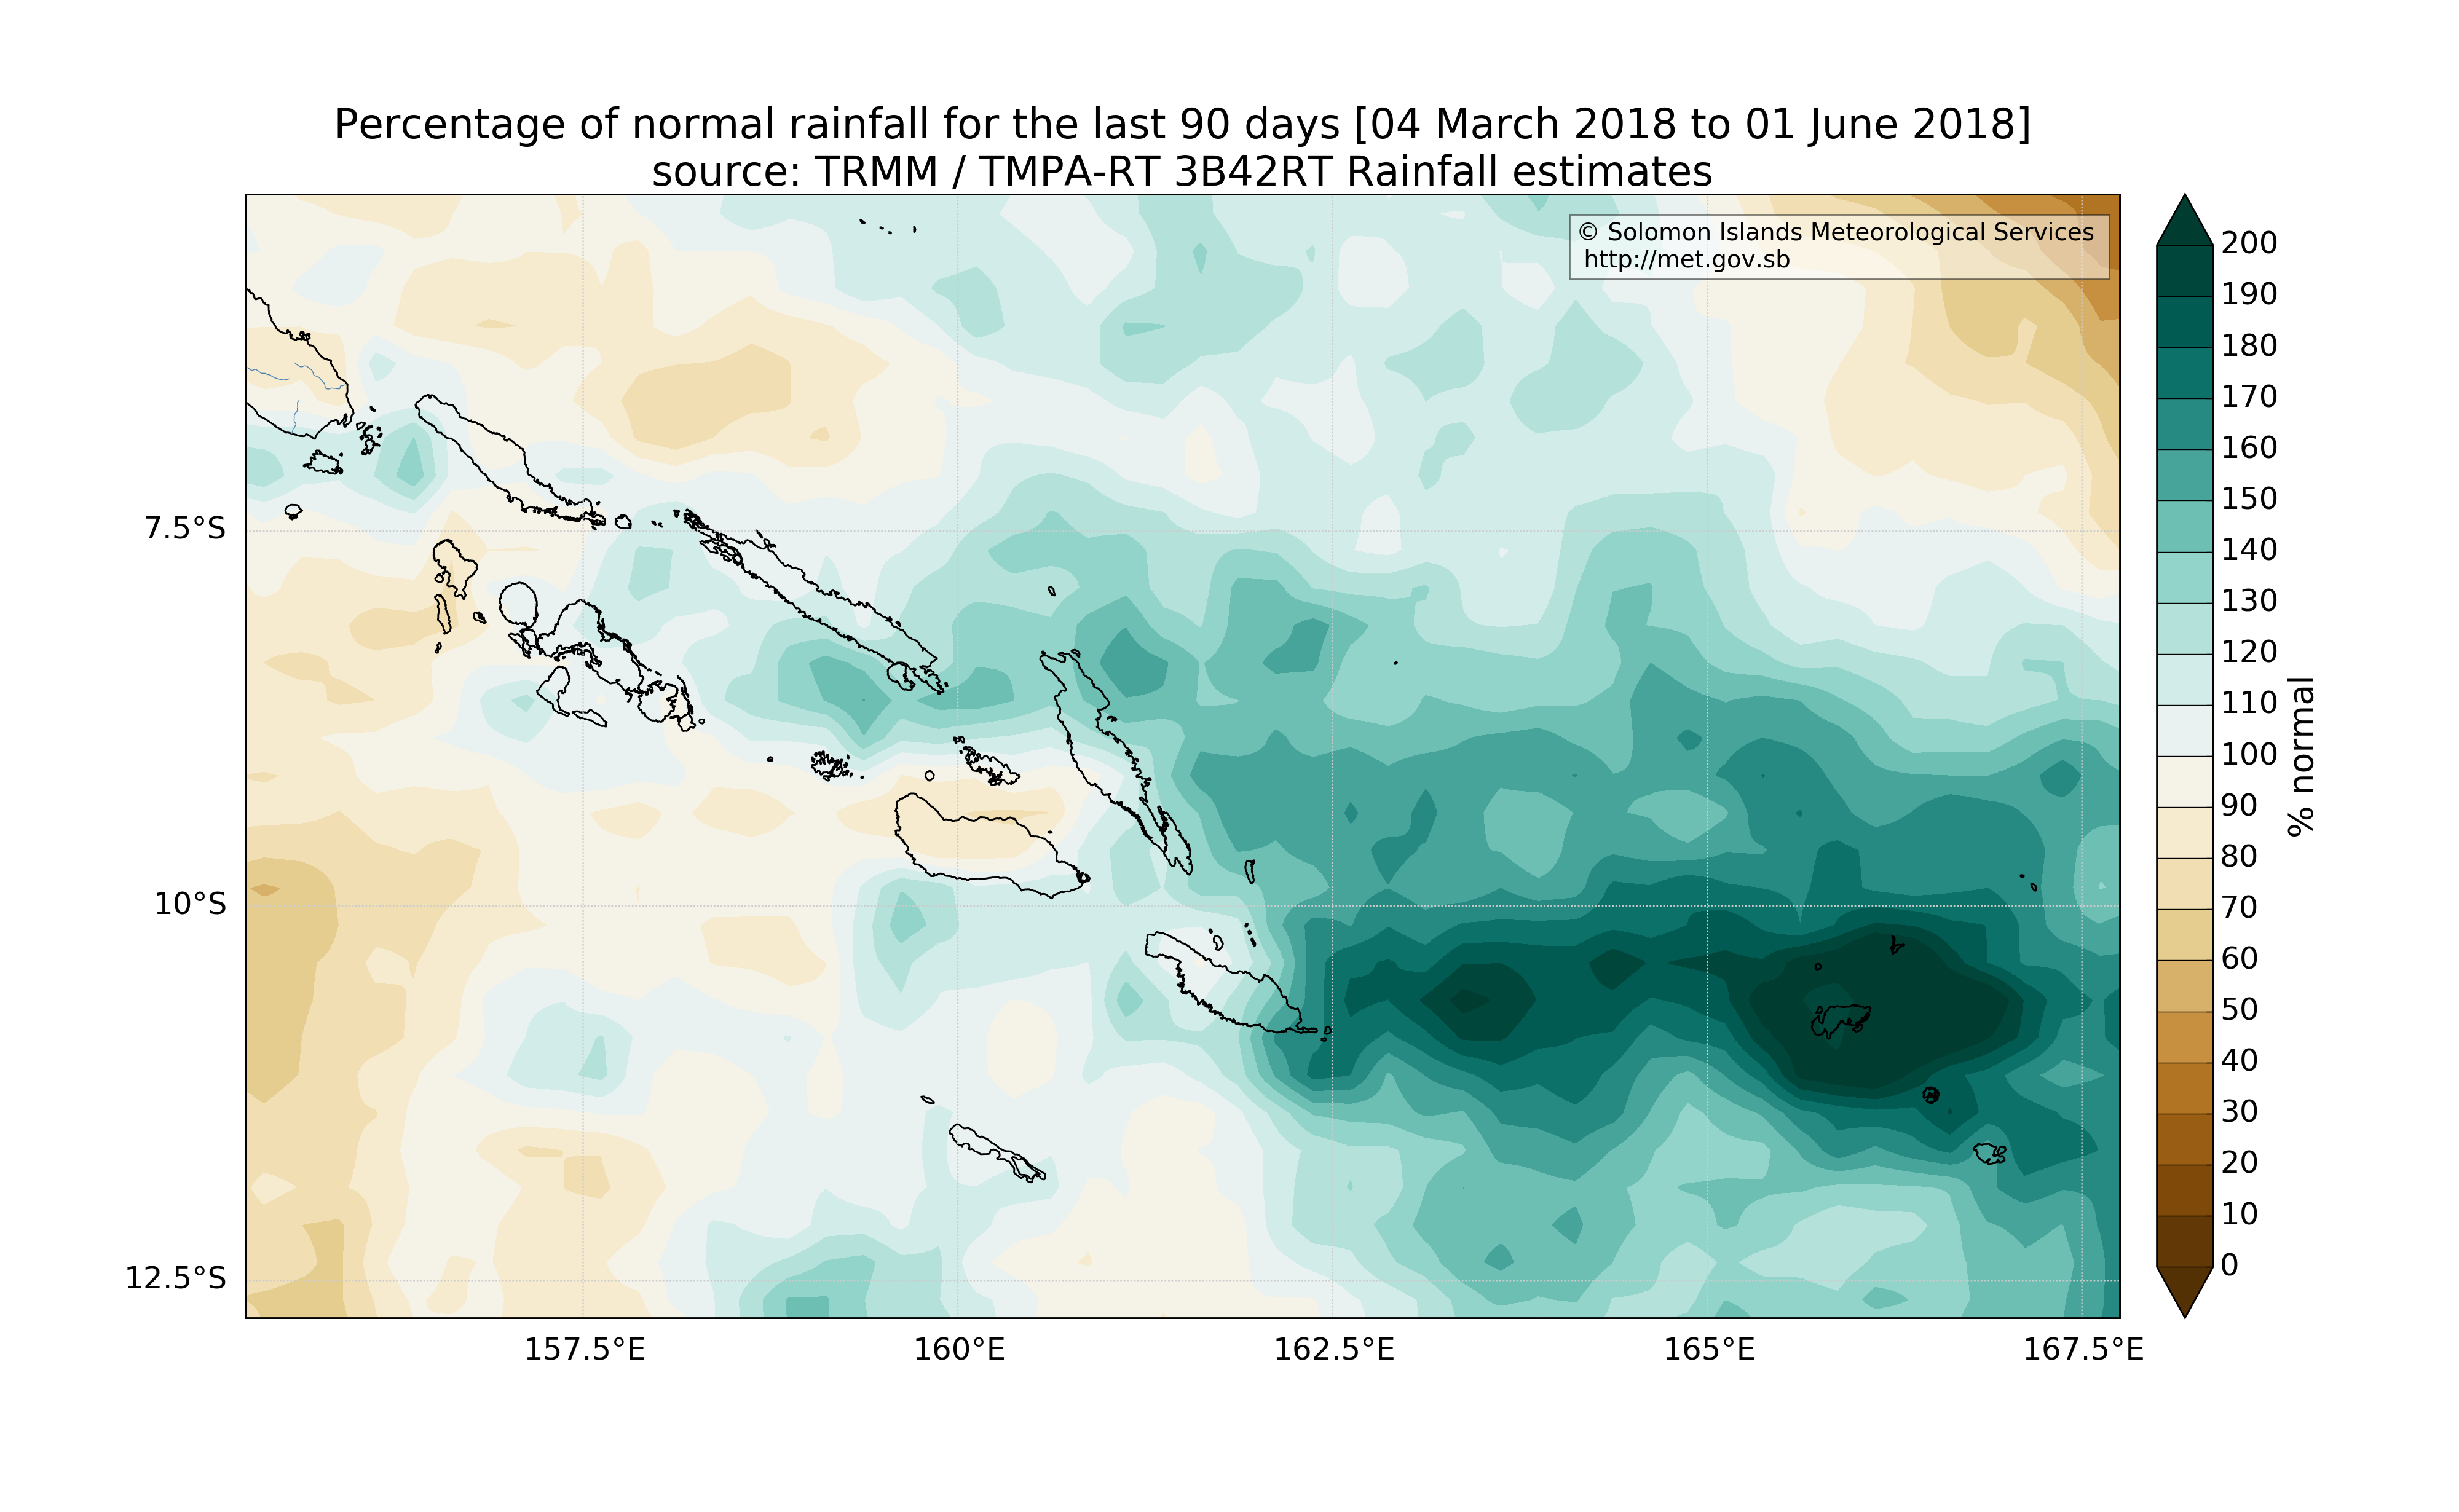 Percentage of normal rainfall for the last 90 days [04 March 2018 to 01 June 2018]
source: TRMM / TMPA-RT 3B42RT Rainfall estimates
© Solomon Islands Meteorological Services
http://met.gov.sb
7.5°S
10°S
12.5°S
157.5°E
160°E
162.5°E
165°E
167.5°E
200
190
180
170
160
150
140
130
120
110
100
90
80
70
60
50
40
30
20
10
0
% normal